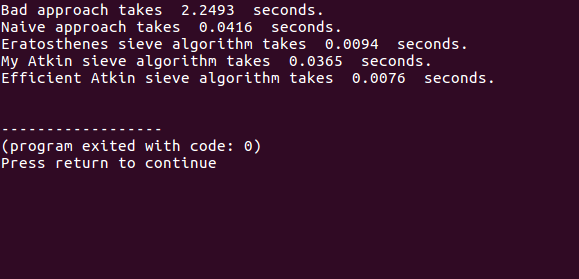 Bad approach takes  2.2493  seconds.
Naive approach takes  0.0416  seconds.
Eratosthenes sieve algorithm takes  0.0094  seconds.
My Atkin sieve algorithm takes  0.0365  seconds.
Efficient Atkin sieve algorithm takes  0.0076  seconds.
------------------
(program exited with code: 0)
Press return to continue